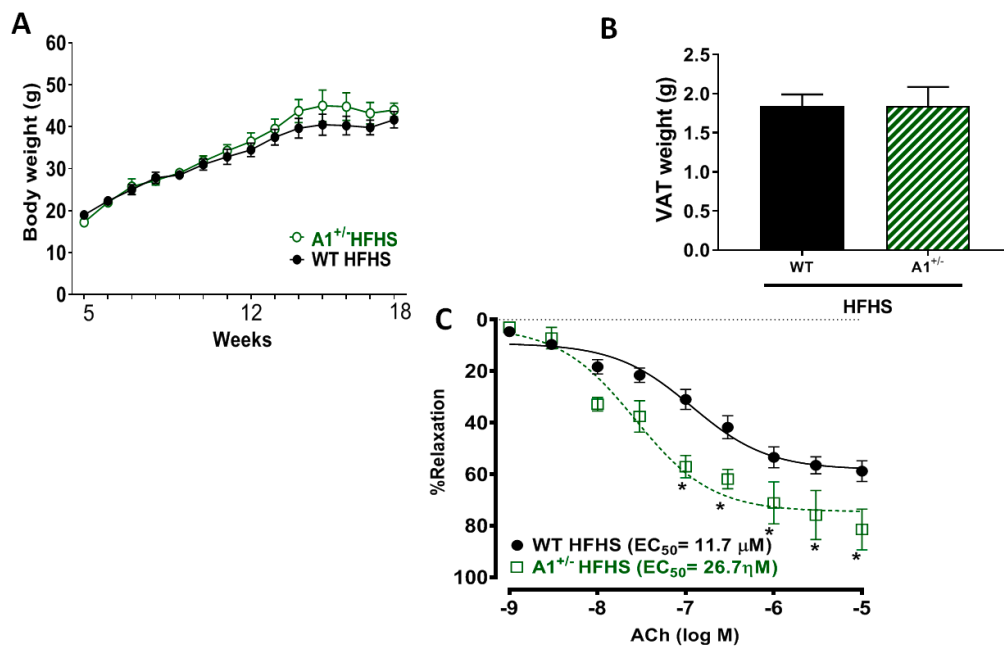 A
Body weight (g)
60
50
40
30
20
10
0
A1+/-HFHS
WT HFHS
5
12
18
Weeks
B
VAT weight (g)
2.5
2.0
1.5
1.0
0.5
0.0
WT
A1+/-
HFHS
C
%Relaxation
0
20
40
60
80
100
*
*
*
*
*
WT HFHS (EC50= 11.7 μM)
A1+/- HFHS (EC50= 26.7ηM)
-9
-8
-7
-6
-5
ACh (log M)